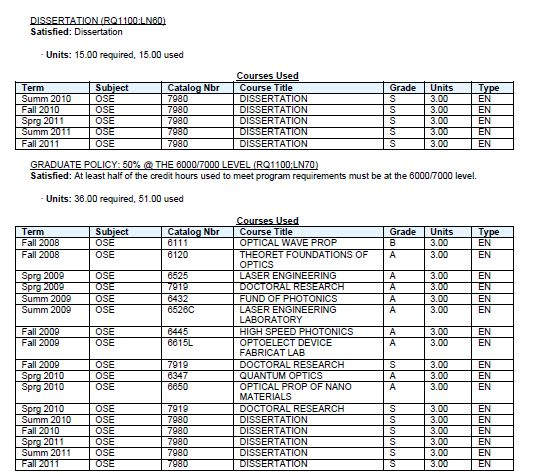 DISSERTATION (RQ1100:LN60)
Satisfied: Dissertation
· Units: 15.00 required, 15.00 used
Courses Used
Term Subject Catalog Nbr Course Title Grade Units Type
Summ 2010 OSE 7980 DISSERTATION S 3.00 EN
Fall 2010 OSE 7980 DISSERTATION S 3.00 EN
Sprg 2011 OSE 7980 DISSERTATION S 3.00 EN
Summ 2011 OSE 7980 DISSERTATION S 3.00 EN
Fall 2011 OSE 7980 DISSERTATION S 3.00 EN
GRADUATE POLICY: 50% @ THE 6000/7000 LEVEL (RQ1100;LN70)
Satisfied: At least half of the credit hours used to meet program requirements must be at the 6000/7000 level.
· Units: 36.00 required, 51.00 used
Courses Used
Term Subject Catalog Nbr Course Title Grade Units Type
Fall 2008 OSE 6111 OPTICAL WAVE PROP B 3.00 EN
Fall 2008 OSE 6120 THEORET FOUNDATIONS OF A 3.00 EN
OPTICS
Sprg 2009 OSE 6525 LASER ENGINEERING A 3.00 EN
Sprg 2009 OSE 7919 DOCTORAL RESEARCH S 3.00 EN
Summ 2009 OSE 6432 FUND OF PHOTONICS A 3.00 EN
Summ 2009 OSE 6526C LASER ENGINEERING A 3.00 EN
LABORATORY
Fall 2009 OSE 6445 HIGH SPEED PHOTONICS A 3.00 EN
Fall 2009 OSE 6615L OPTOELECT DEVICE A 3.00 EN
FABRICAT LAB
Fall 2009 OSE 7919 DOCTORAL RESEARCH S 3.00 EN
Sprg 2010 OSE 6347 QUANTUM OPTICS A 3.00 EN
Sprg 2010 OSE 6650 OPTICAL PROP OF NANO A 3.00 EN
MATERIALS
Sprg 2010 OSE 7919 DOCTORAL RESEARCH S 3.00 EN
Summ 2010 OSE 7980 DISSERTATION S 3.00 EN
Fall 2010 OSE 7980 DISSERTATION S 3.00 EN
Sprg 2011 OSE 7980 DISSERTATION S 3.00 EN
Summ 2011 OSE 7980 DISSERTATION S 3.00 EN
Fall 2011 OSE 7980 DISSERTATION S 3.00 EN